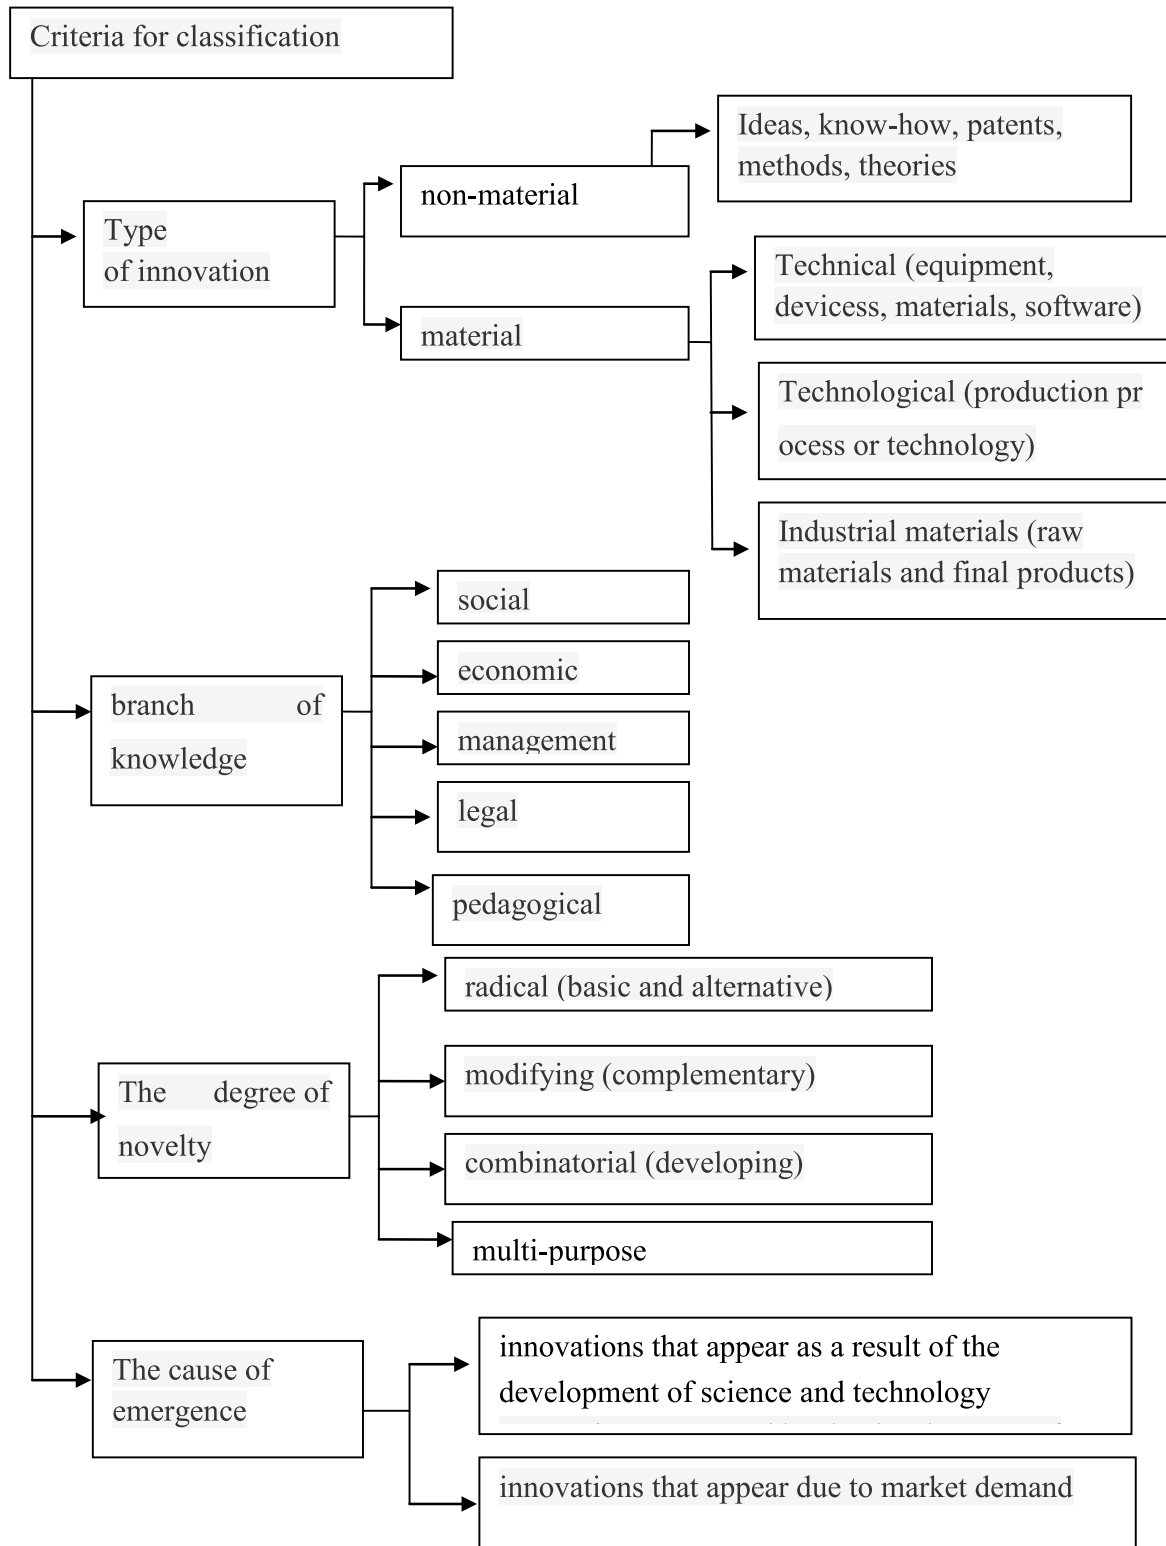 Criteria for classification
Ideas, know-how, patents,
methods, theories
non-material
Type
of innovation
Technical (equipment,
devicess, materials, software)
material
Technological (production pr
ocess or technology)
Industrial materials (raw
materials and final products)
social
economic
branch of
knowledge
management
legal
pedagogical
radical (basic and alternative)
modifying (complementary)
The degree of
novelty
combinatorial (developing)
multi-purpose
innovations that appear as a result of the
development of science and technology
The cause of
emergence
innovations that appear due to market demand